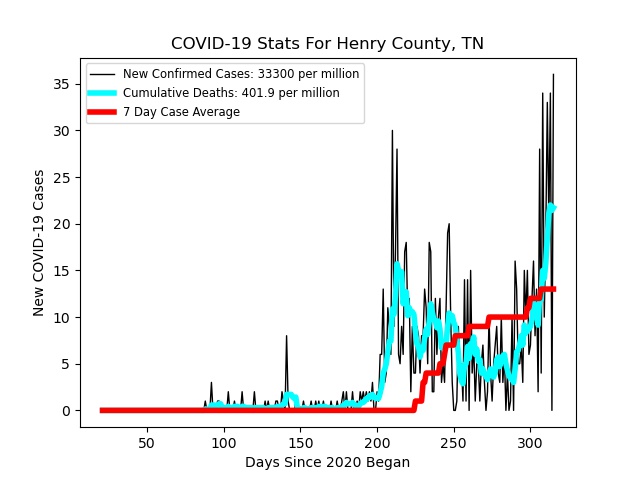 COVID-19 Stats For Henry County, TN
New Confirmed Cases: 33300 per million
Cumulative Deaths: 401.9 per million
7 Day Case Average
New COVID-19 Cases
35
30
25
20
15
10
5
0
50
100
150
200
250
300
Days Since 2020 Began